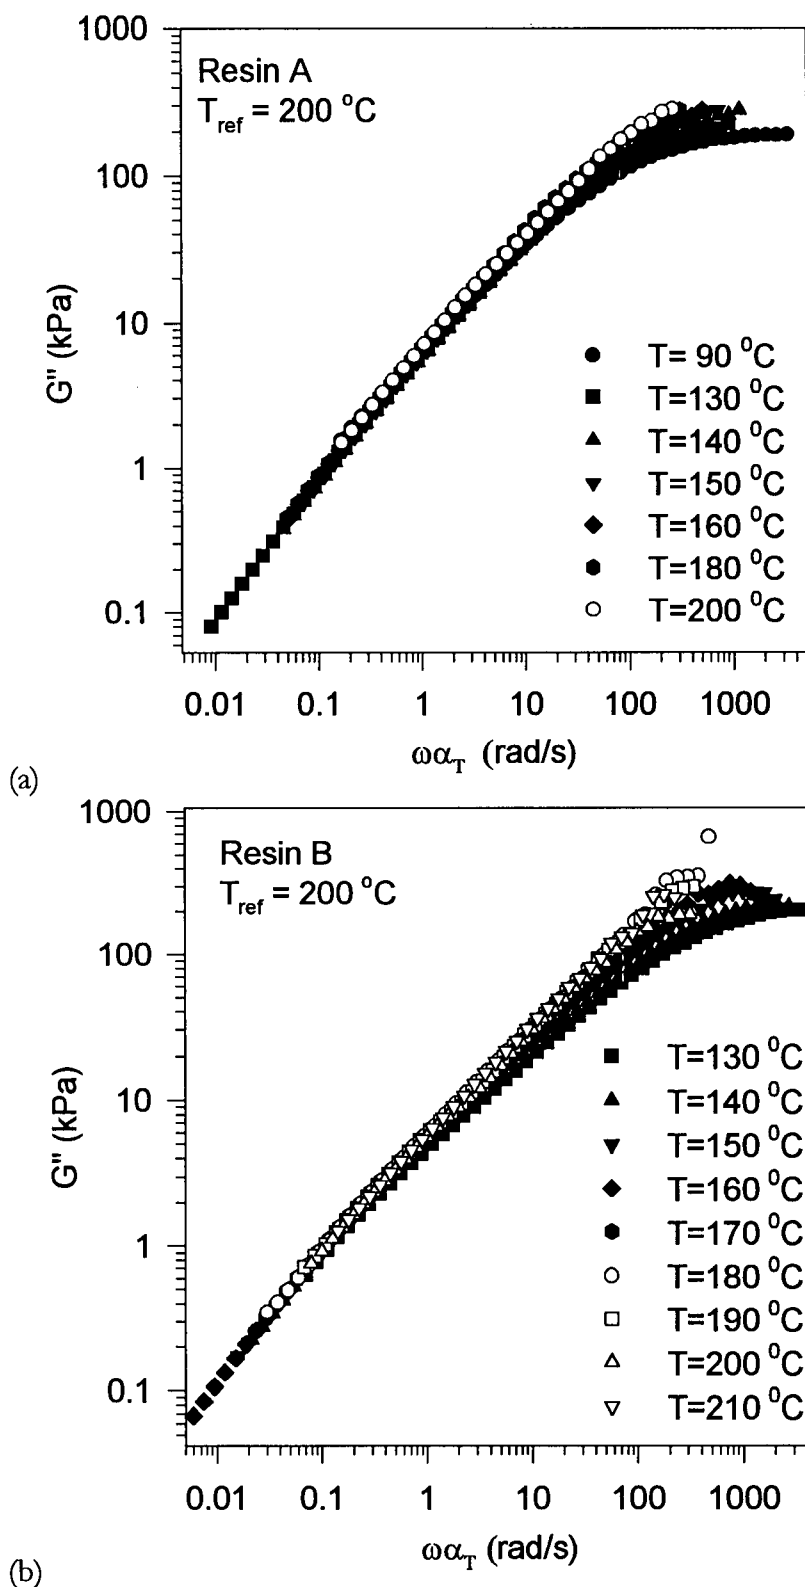 1000
Resin A
T_ref = 200 °C
100
G'' (kPa)
10
T= 90 °C
T=130 °C
T=140 °C
1
T=150 °C
T=160 °C
T=180 °C
0.1
T=200 °C
0.01 0.1 1 10 100 1000
ωα_T (rad/s)
(a)
1000
Resin B
T_ref = 200 °C
100
G'' (kPa)
T=130 °C
10
T=140 °C
T=150 °C
T=160 °C
1
T=170 °C
T=180 °C
T=190 °C
T=200 °C
0.1
T=210 °C
0.01 0.1 1 10 100 1000
ωα_T (rad/s)
(b)